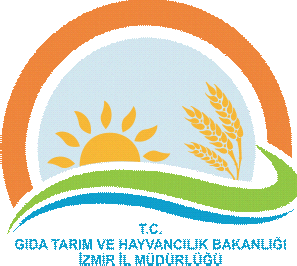 T.C.
GIDA TARIM VE HAYVANCILIK BAKANLIĞI
İZMİR İL MÜDÜRLÜĞÜ